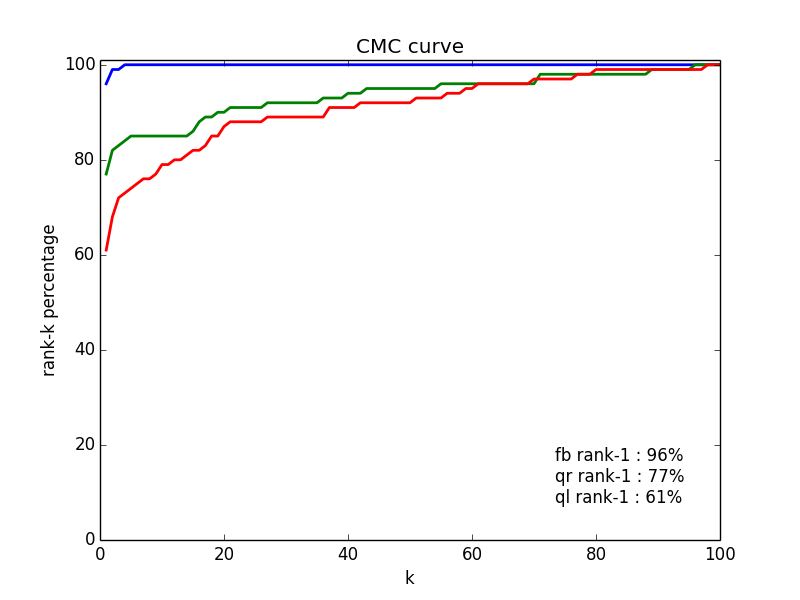 CMC curve
100
80
60
40
20
0
rank-k percentage
fb rank-1 : 96%
qr rank-1 : 77%
ql rank-1 : 61%
0 20 40 60 80 100
k